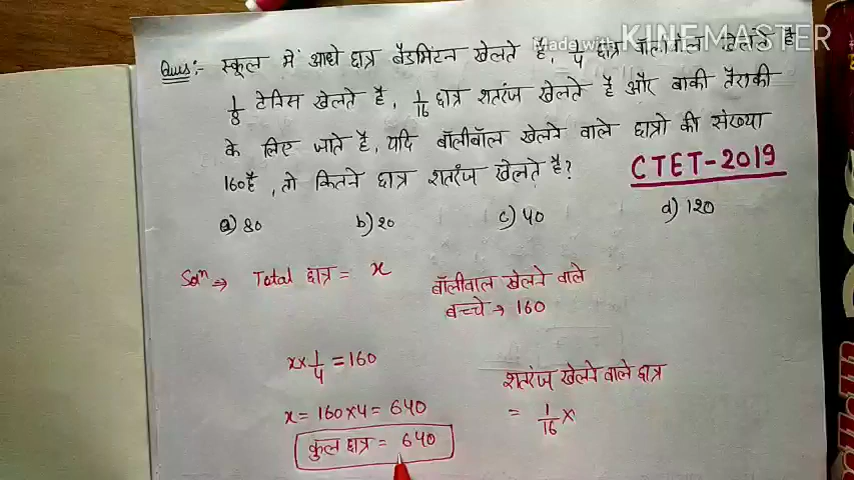 Made with KINEMASTER
Ques:- स्कूल में आधे छात्र बैडमिंटन खेलते है, 1/4 छात्र वॉलीबॉल खेलते है
1/8 टेनिस खेलते है, 1/16 छात्र शतरंज खेलते है और बाकी तैराकी
के लिए जाते है, यदि बॉलीबॉल खेलने वाले छात्रो की संख्या
160 है, तो कितने छात्र शतरंज खेलते है?
CTET-2019
a) 80 b) 20 c) 40 d) 120
Solⁿ ⇒ Total छात्र = x
बॉलीवाल खेलने वाले
बच्चे → 160
x × 1/4 = 160
x = 160×4 = 640
कुल छात्र = 640
शतरंज खेलने वाले छात्र
= 1/16 ×